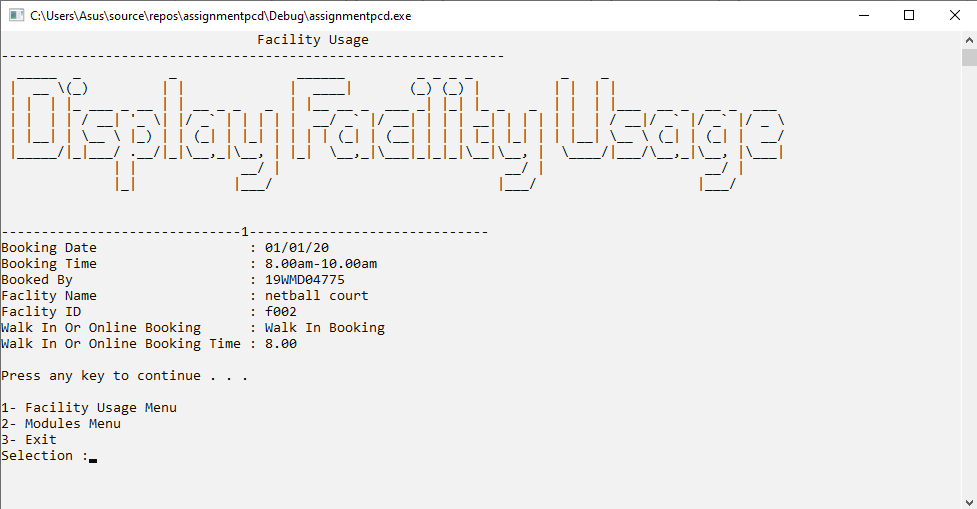 C:\Users\Asus\source\repos\assignmentpcd\Debug\assignmentpcd.exe
Facility Usage
---------------------------------------------------------------
Display Facility Usage
------------------------------1------------------------------
Booking Date : 01/01/20
Booking Time : 8.00am-10.00am
Booked By : 19WMD04775
Faclity Name : netball court
Faclity ID : f002
Walk In Or Online Booking : Walk In Booking
Walk In Or Online Booking Time : 8.00
Press any key to continue . . .
1- Facility Usage Menu
2- Modules Menu
3- Exit
Selection :